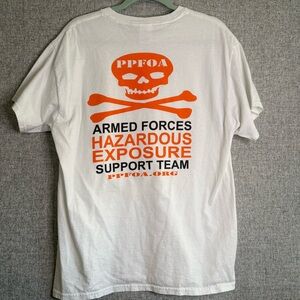 PPFOA
ARMED FORCES
HAZARDOUS
EXPOSURE
SUPPORT TEAM
PPFOA.ORG